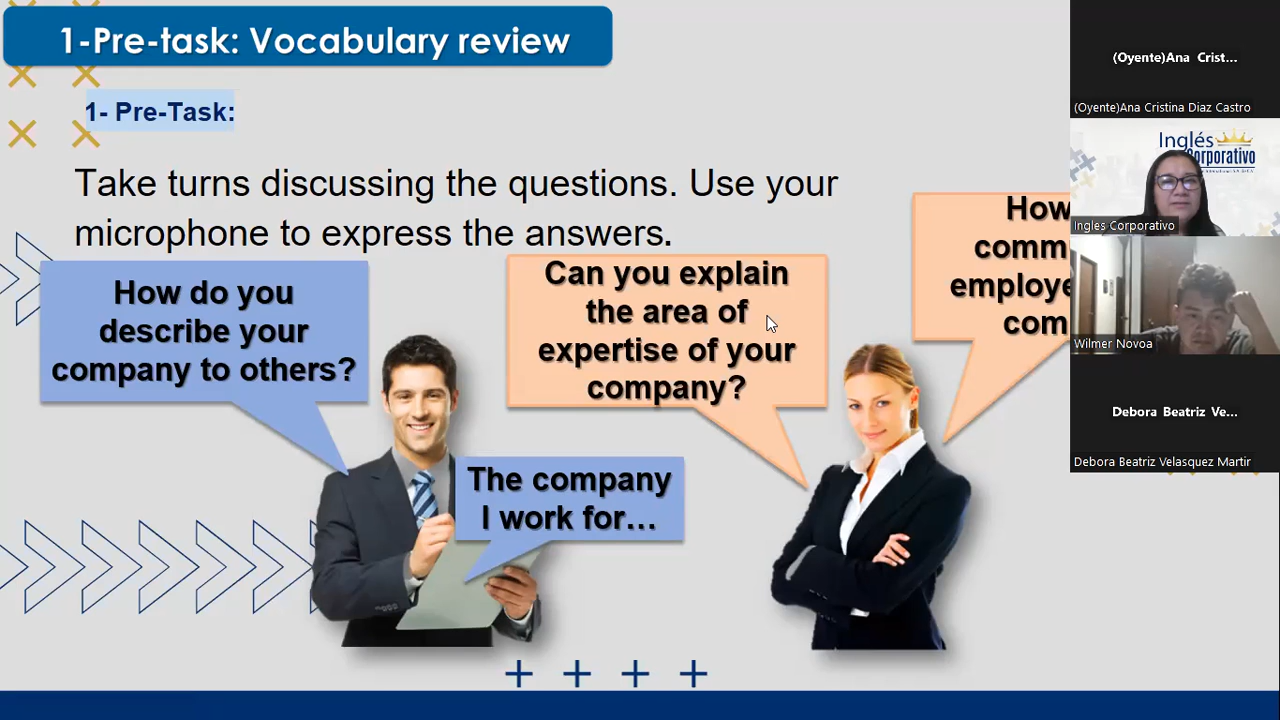 1-Pre-task: Vocabulary review
1- Pre-Task:
Take turns discussing the questions. Use your
microphone to express the answers.
How do you
describe your
company to others?
Can you explain
the area of
expertise of your
company?
How
comm
employe
com
The company
I work for…
(Oyente)Ana Crist...
(Oyente)Ana Cristina Diaz Castro
Inglés
Corporativo
Ingles Corporativo
Wilmer Novoa
Debora Beatriz Ve...
Debora Beatriz Velasquez Martir